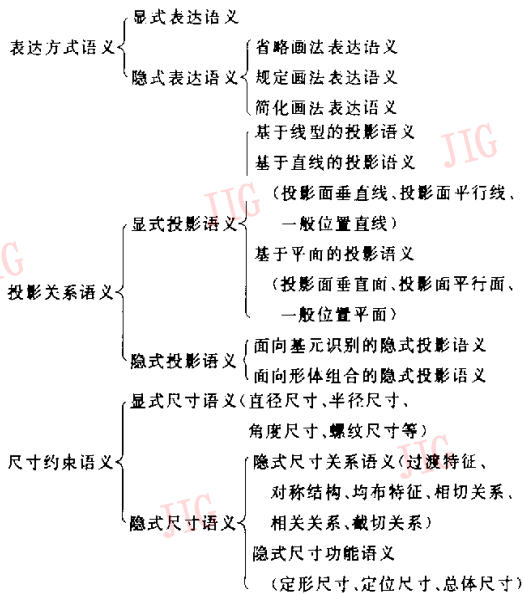 显式表达语义
表达方式语义
省略画法表达语义
隐式表达语义
规定画法表达语义
简化画法表达语义
基于线型的投影语义
基于直线的投影语义
(投影面垂直线、投影面平行线、
显式投影语义
一般位置直线)
基于平面的投影语义
(投影面垂直面、投影面平行面、
投影关系语义
一般位置平面)
面向基元识别的隐式投影语义
隐式投影语义
面向形体组合的隐式投影语义
显式尺寸语义(直径尺寸、半径尺寸、
角度尺寸、螺纹尺寸等)
尺寸约束语义
隐式尺寸关系语义(过渡特征、
对称结构、均布特征、相切关系、
隐式尺寸语义
相关关系、截切关系)
隐式尺寸功能语义
(定形尺寸、定位尺寸、总体尺寸)
JIG
JIG
JIG
JIG
JIG